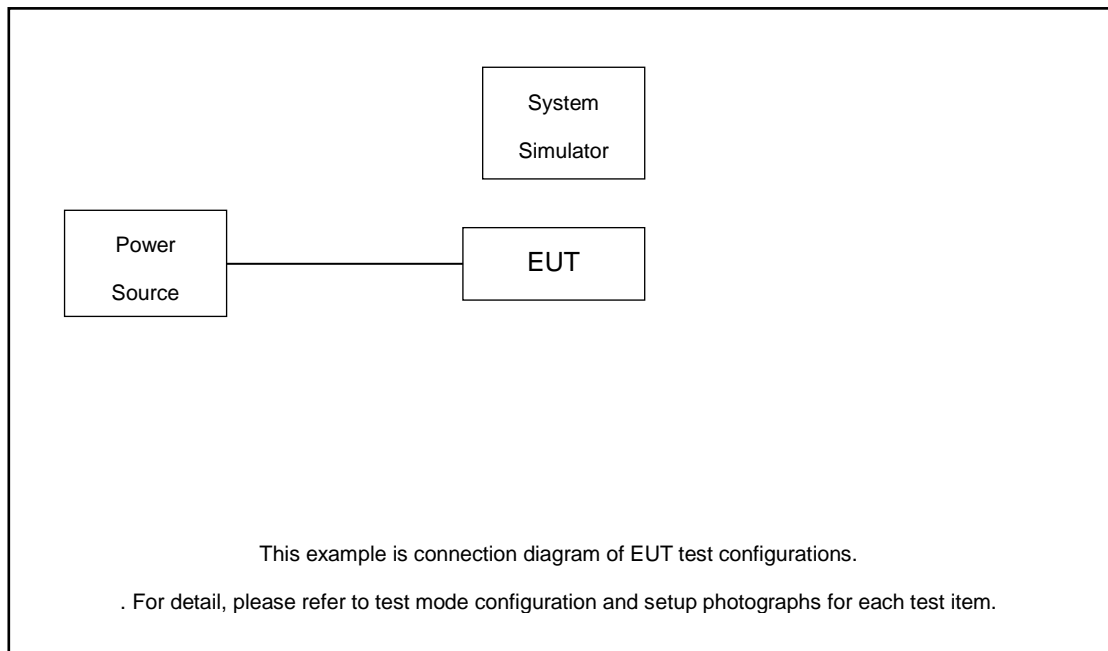 System
Simulator
Power
Source
EUT
This example is connection diagram of EUT test configurations.
. For detail, please refer to test mode configuration and setup photographs for each test item.